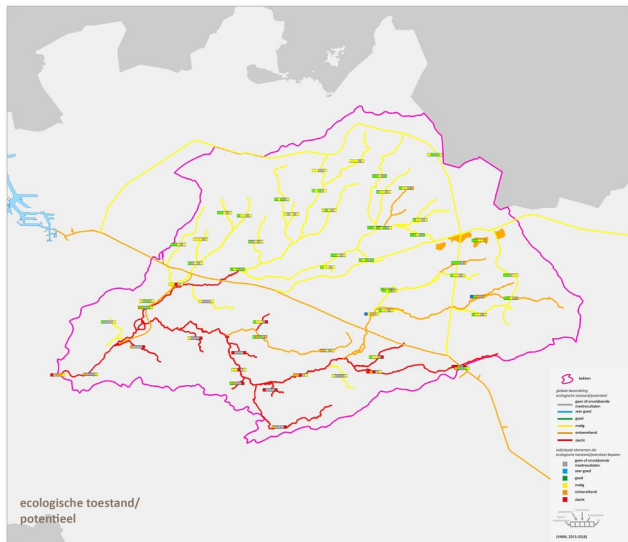 ecologische toestand/
potentieel
bekken
globale beoordeling
ecologische toestand/potentieel
geen of onvoldoende
meetresultaten
zeer goed
goed
matig
ontoereikend
slecht
individuele elementen die
ecologische toestand/potentieel bepalen
geen of onvoldoende
meetresultaten
zeer goed
goed
matig
ontoereikend
slecht
(VMM, 2013-2018)